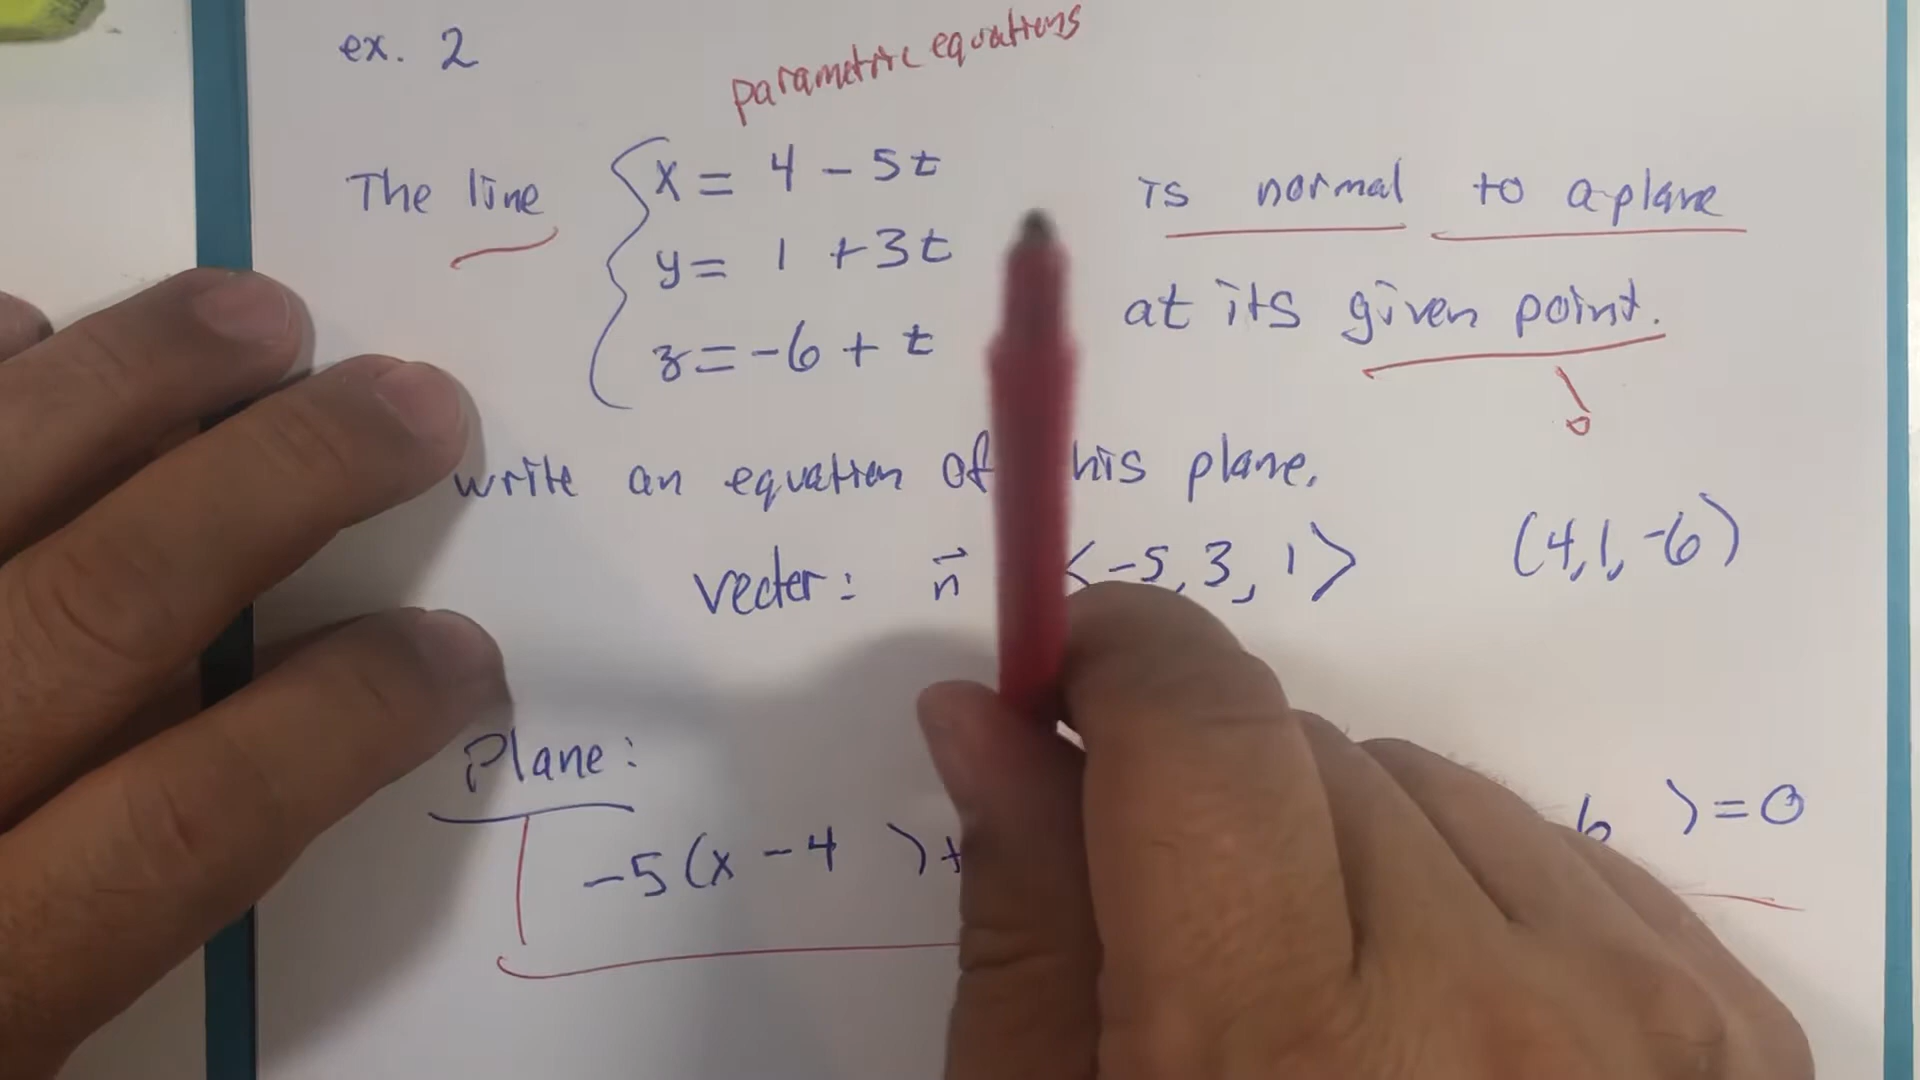 ex. 2
parametric equations
The line
x = 4 - 5t
y = 1 + 3t
z = -6 + t
is normal to a plane
at its given point.
write an equation of his plane.
vector: n⃗ <-5, 3, 1> (4, 1, -6)
Plane:
-5(x - 4 ) + 6 ) = 0